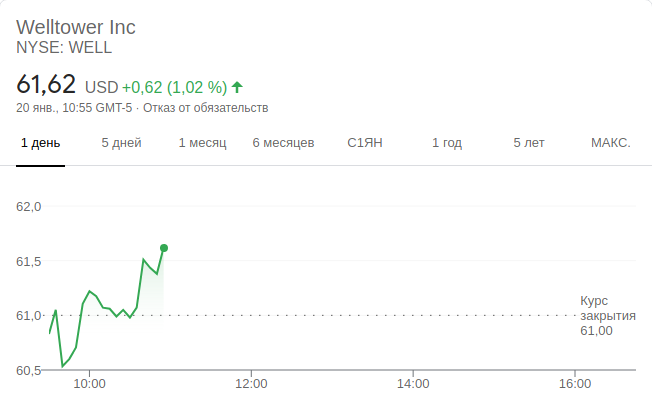 Welltower Inc
NYSE: WELL
61,62 USD +0,62 (1,02 %)
20 янв., 10:55 GMT-5 · Отказ от обязательств
1 день 5 дней 1 месяц 6 месяцев С1ЯН 1 год 5 лет МАКС.
62,0
61,5
61,0
60,5
Курс
закрытия
61,00
10:00 12:00 14:00 16:00